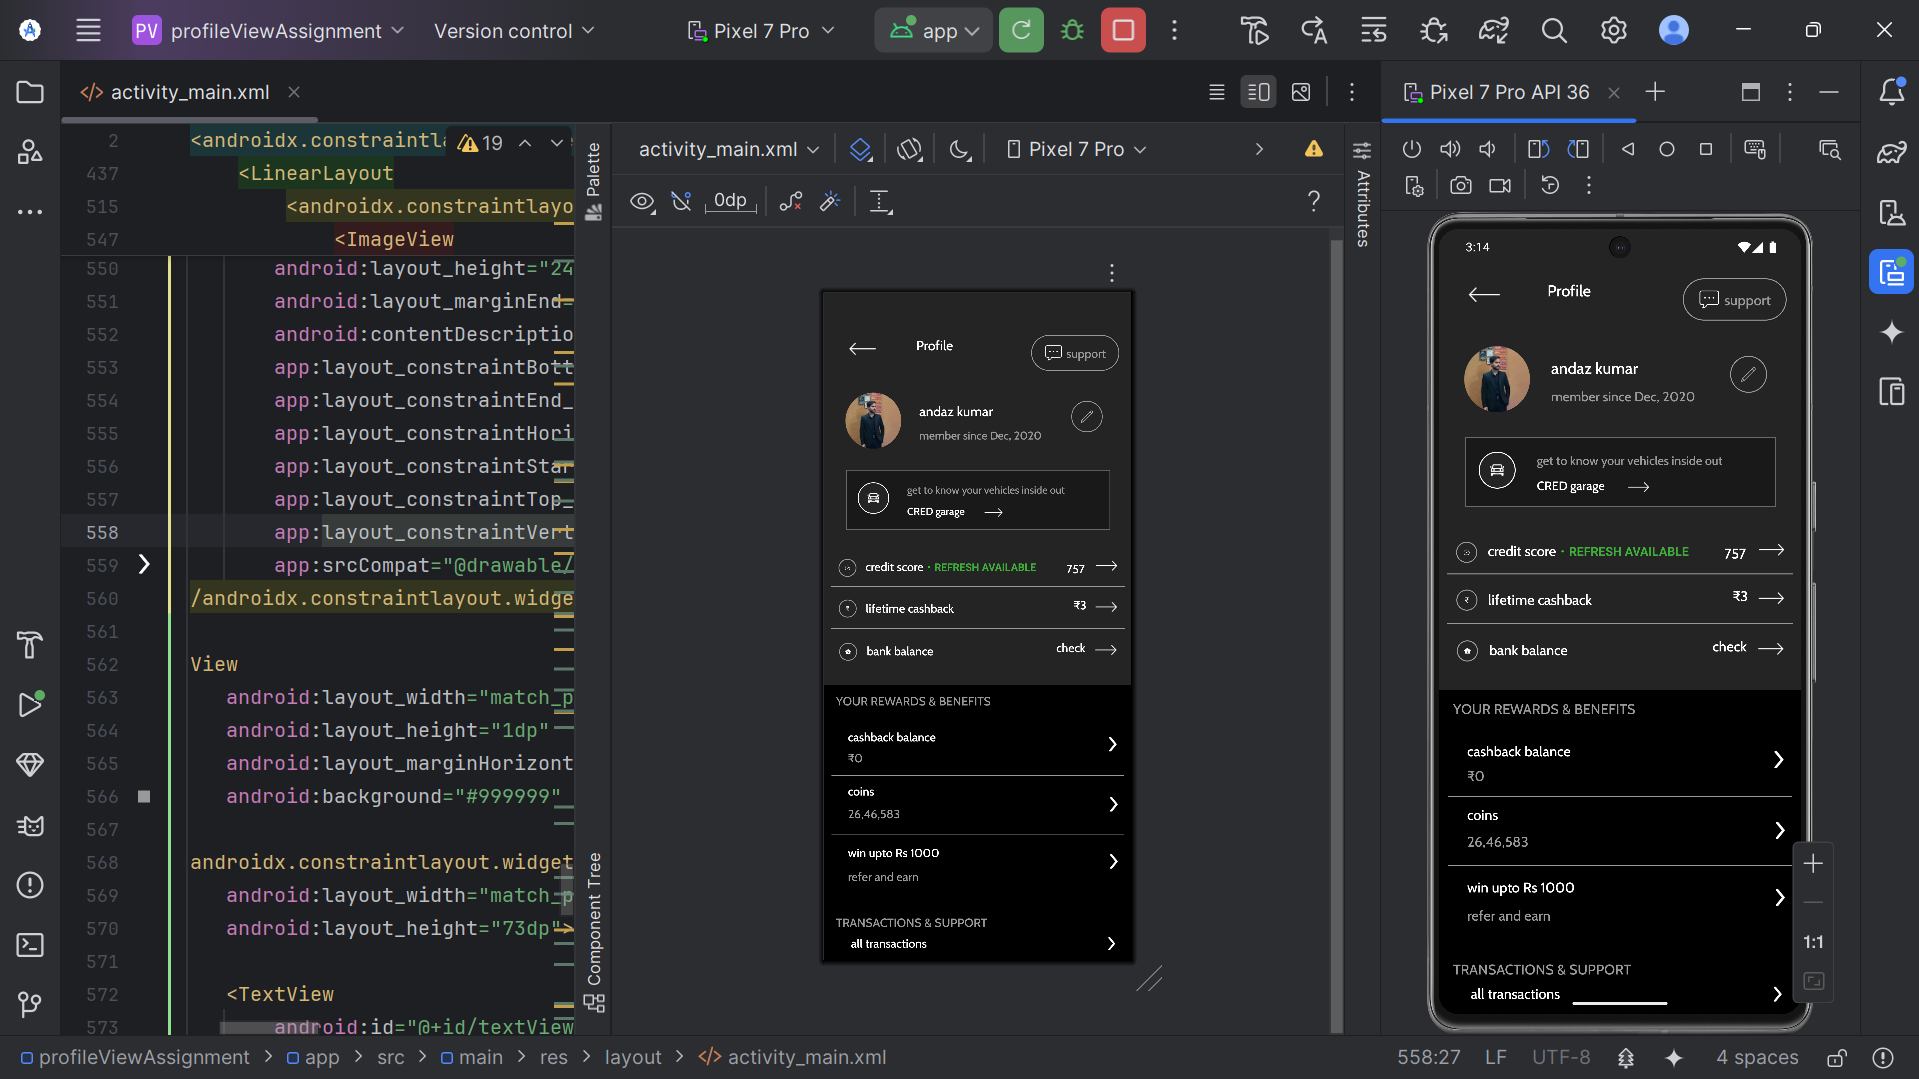 PV profileViewAssignment Version control Pixel 7 Pro app
activity_main.xml
Pixel 7 Pro API 36
2 <androidx.constraintla 19
437 <LinearLayout
515 <androidx.constraintlayo
547 <ImageView
550 android:layout_height="24
551 android:layout_marginEnd=
552 android:contentDescriptio
553 app:layout_constraintBott
554 app:layout_constraintEnd_
555 app:layout_constraintHori
556 app:layout_constraintStar
557 app:layout_constraintTop_
558 app:layout_constraintVert
559 app:srcCompat="@drawable/
560 /androidx.constraintlayout.widge
561
562 View
563 android:layout_width="match_p
564 android:layout_height="1dp"
565 android:layout_marginHorizont
566 android:background="#999999"
567
568 androidx.constraintlayout.widget
569 android:layout_width="match_p
570 android:layout_height="73dp">
571
572 <TextView
573 android:id="@+id/textView
Palette
Component Tree
activity_main.xml Pixel 7 Pro
0dp ?
Attributes
Profile
support
andaz kumar
member since Dec, 2020
get to know your vehicles inside out
CRED garage
credit score • REFRESH AVAILABLE 757
lifetime cashback ₹3
bank balance check
YOUR REWARDS & BENEFITS
cashback balance
₹0
coins
26,46,583
win upto Rs 1000
refer and earn
TRANSACTIONS & SUPPORT
all transactions
3:14
Profile
support
andaz kumar
member since Dec, 2020
get to know your vehicles inside out
CRED garage
credit score • REFRESH AVAILABLE 757
lifetime cashback ₹3
bank balance check
YOUR REWARDS & BENEFITS
cashback balance
₹0
coins
26,46,583
win upto Rs 1000
refer and earn
TRANSACTIONS & SUPPORT
all transactions
1:1
profileViewAssignment > app > src > main > res > layout > activity_main.xml
558:27 LF UTF-8 4 spaces